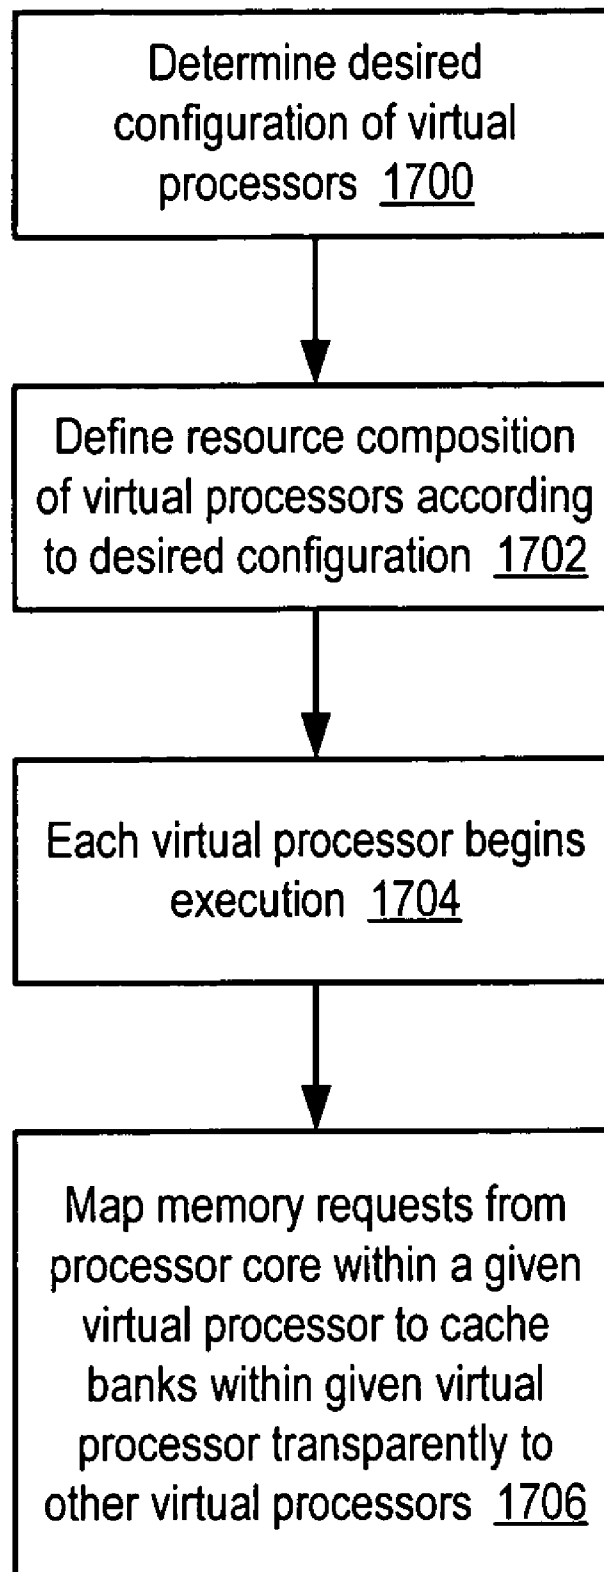 Determine desired
configuration of virtual
processors 1700
Define resource composition
of virtual processors according
to desired configuration 1702
Each virtual processor begins
execution 1704
Map memory requests from
processor core within a given
virtual processor to cache
banks within given virtual
processor transparently to
other virtual processors 1706